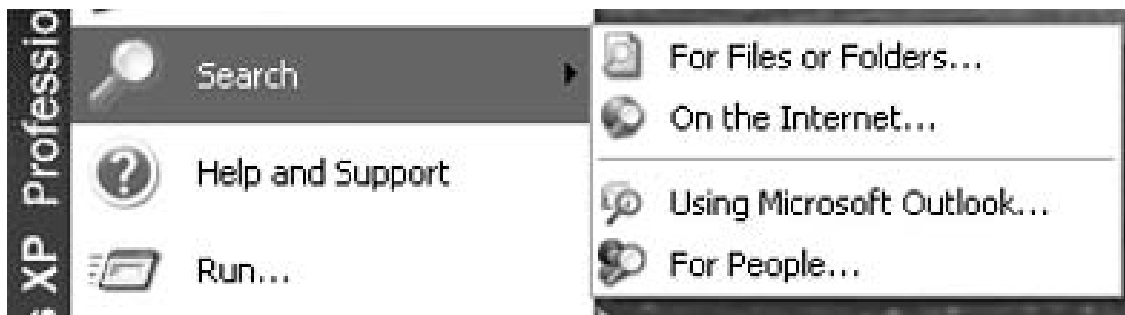 s XP Professio
Search
Help and Support
Run...
For Files or Folders...
On the Internet...
Using Microsoft Outlook...
For People...